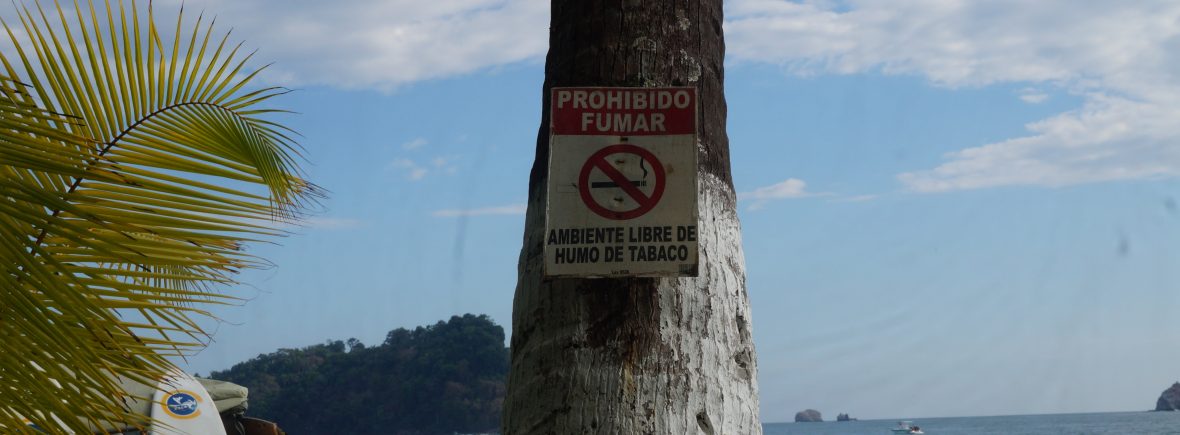 PROHIBIDO
FUMAR
AMBIENTE LIBRE DE
HUMO DE TABACO